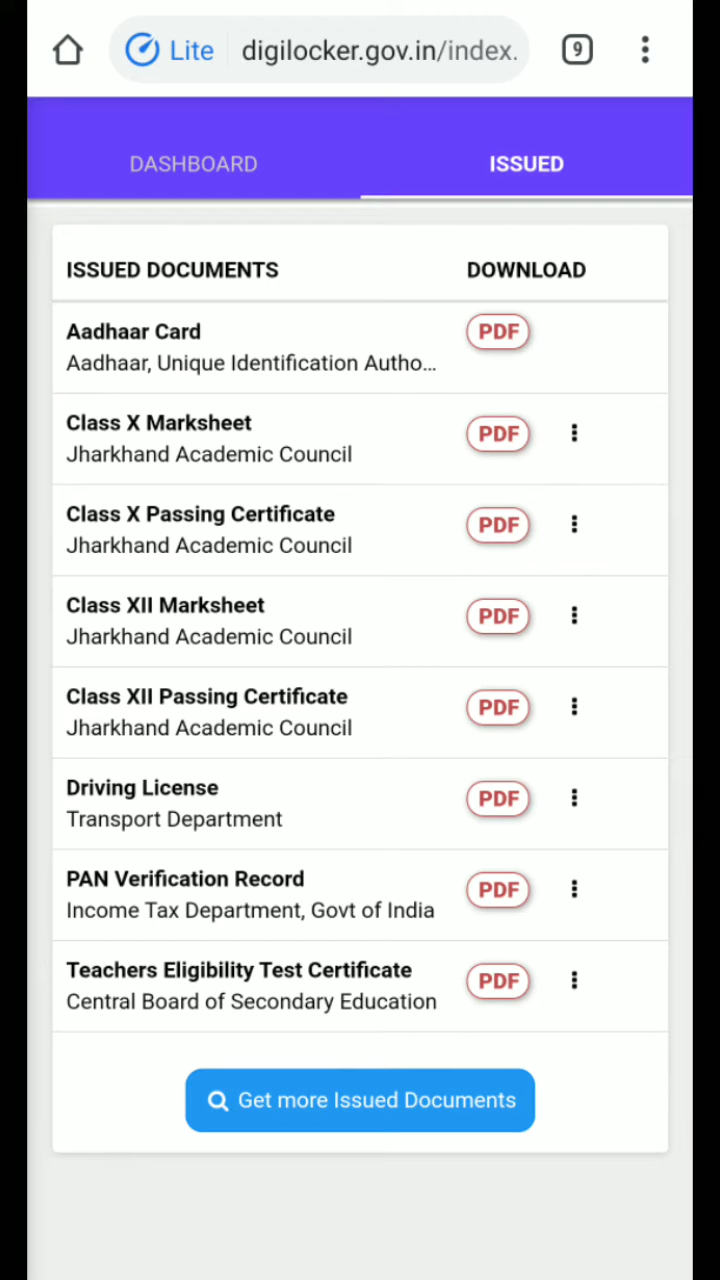 Lite digilocker.gov.in/index. 9
DASHBOARD ISSUED
ISSUED DOCUMENTS DOWNLOAD
Aadhaar Card PDF
Aadhaar, Unique Identification Autho...
Class X Marksheet PDF
Jharkhand Academic Council
Class X Passing Certificate PDF
Jharkhand Academic Council
Class XII Marksheet PDF
Jharkhand Academic Council
Class XII Passing Certificate PDF
Jharkhand Academic Council
Driving License PDF
Transport Department
PAN Verification Record PDF
Income Tax Department, Govt of India
Teachers Eligibility Test Certificate PDF
Central Board of Secondary Education
Get more Issued Documents